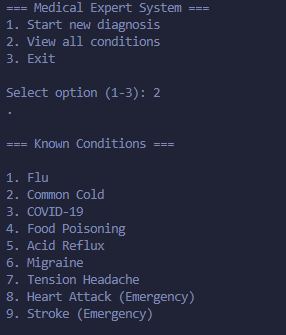 === Medical Expert System ===
1. Start new diagnosis
2. View all conditions
3. Exit
Select option (1-3): 2
.
=== Known Conditions ===
1. Flu
2. Common Cold
3. COVID-19
4. Food Poisoning
5. Acid Reflux
6. Migraine
7. Tension Headache
8. Heart Attack (Emergency)
9. Stroke (Emergency)